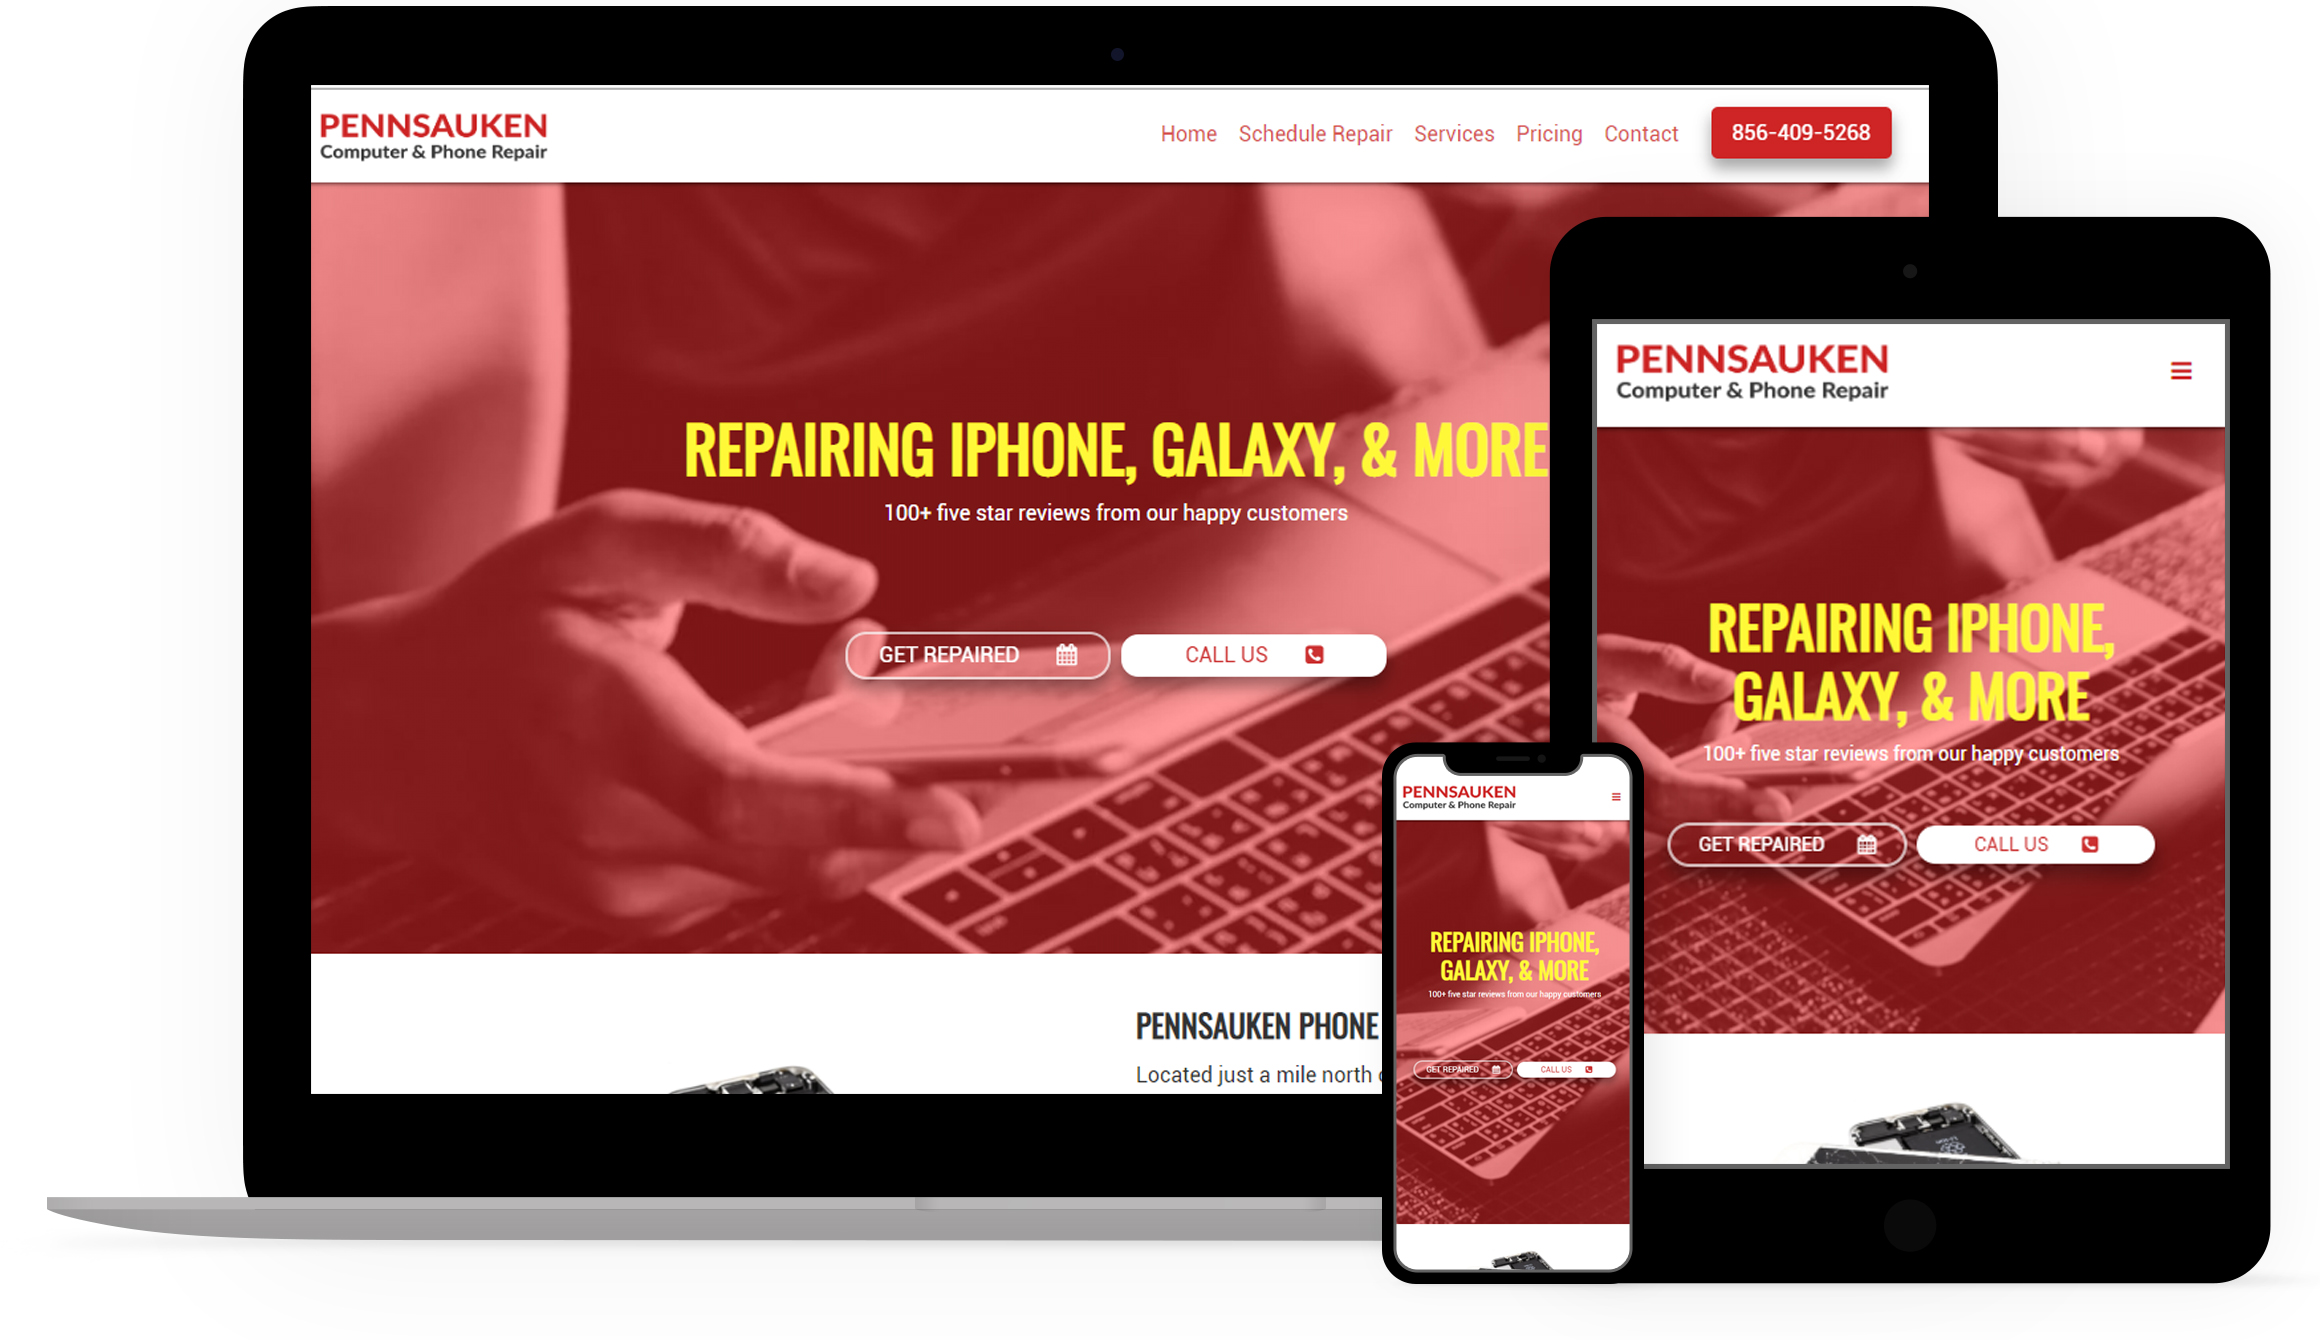 PENNSAUKEN
Computer & Phone Repair
Home Schedule Repair Services Pricing Contact 856-409-5268
REPAIRING IPHONE, GALAXY, & MORE
100+ five star reviews from our happy customers
GET REPAIRED CALL US
PENNSAUKEN PHONE
Located just a mile north
PENNSAUKEN
Computer & Phone Repair
REPAIRING IPHONE,
GALAXY, & MORE
100+ five star reviews from our happy customers
GET REPAIRED CALL US
PENNSAUKEN
Computer & Phone Repair
REPAIRING IPHONE,
GALAXY, & MORE
100+ five star reviews from our happy customers
GET REPAIRED CALL US